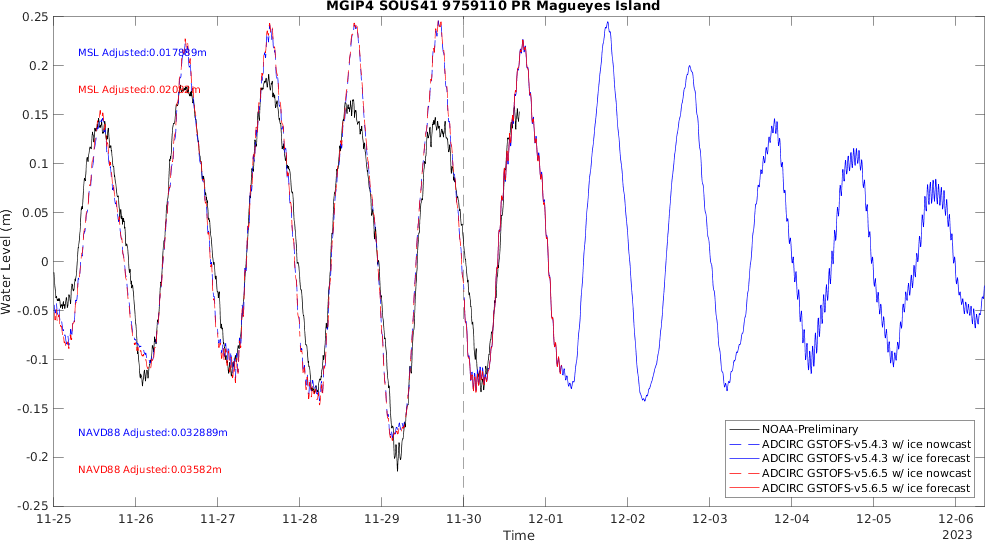 MGIP4 SOUS41 9759110 PR Magueyes Island
0.25
0.2
0.15
0.1
0.05
0
-0.05
-0.1
-0.15
-0.2
-0.25
Water Level (m)
MSL Adjusted:0.017889m
MSL Adjusted:
NAVD88 Adjusted:0.032889m
NAVD88 Adjusted:0.03582m
NOAA-Preliminary
ADCIRC GSTOFS-v5.4.3 w/ ice nowcast
ADCIRC GSTOFS-v5.4.3 w/ ice forecast
ADCIRC GSTOFS-v5.6.5 w/ ice nowcast
ADCIRC GSTOFS-v5.6.5 w/ ice forecast
11-25 11-26 11-27 11-28 11-29 11-30 12-01 12-02 12-03 12-04 12-05 12-06
2023
Time